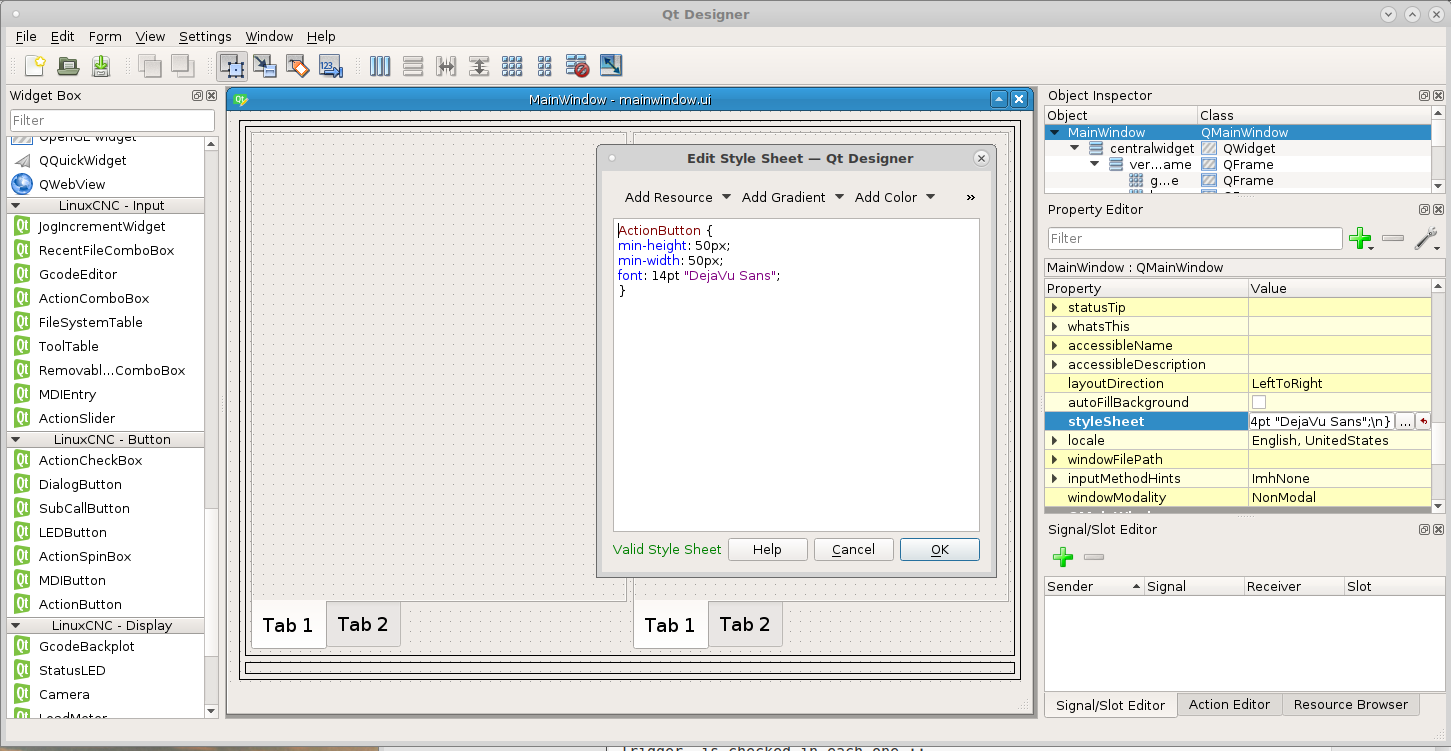 Qt Designer
File Edit Form View Settings Window Help
Widget Box
Filter
OpenGL Widget
QQuickWidget
QWebView
LinuxCNC - Input
JogIncrementWidget
RecentFileComboBox
GcodeEditor
ActionComboBox
FileSystemTable
ToolTable
Removabl...ComboBox
MDIEntry
ActionSlider
LinuxCNC - Button
ActionCheckBox
DialogButton
SubCallButton
LEDButton
ActionSpinBox
MDIButton
ActionButton
LinuxCNC - Display
GcodeBackplot
StatusLED
Camera
LoadMeter
MainWindow - mainwindow.ui
Tab 1 Tab 2
Tab 1 Tab 2
Edit Style Sheet — Qt Designer
Add Resource Add Gradient Add Color »
ActionButton {
min-height: 50px;
min-width: 50px;
font: 14pt "DejaVu Sans";
}
Valid Style Sheet Help Cancel OK
Object Inspector
Object Class
MainWindow QMainWindow
centralwidget QWidget
ver...ame QFrame
g...e QFrame
Property Editor
Filter
MainWindow : QMainWindow
Property Value
statusTip
whatsThis
accessibleName
accessibleDescription
layoutDirection LeftToRight
autoFillBackground
styleSheet 4pt "DejaVu Sans";\n} ...
locale English, UnitedStates
windowFilePath
inputMethodHints ImhNone
windowModality NonModal
Signal/Slot Editor
Sender Signal Receiver Slot
Signal/Slot Editor Action Editor Resource Browser